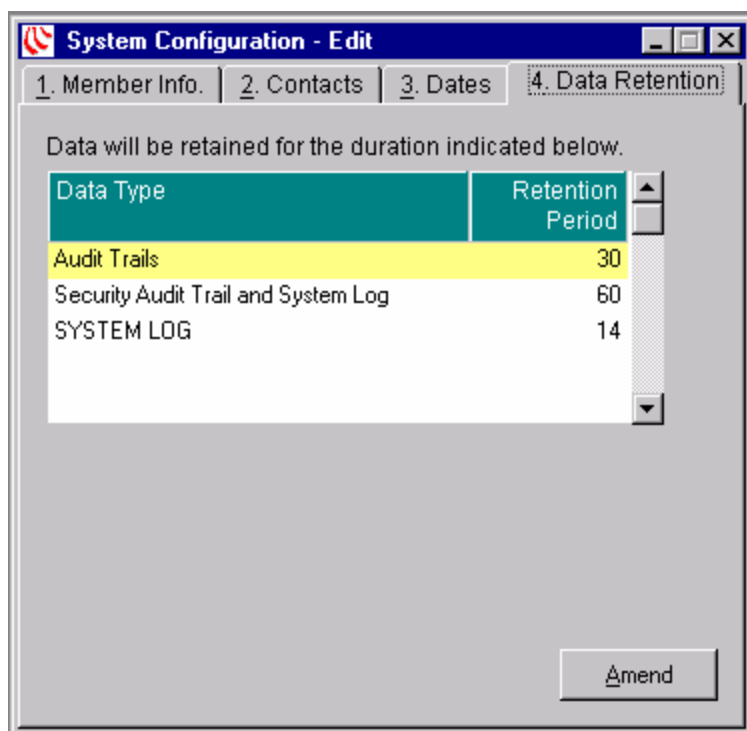 System Configuration - Edit
1. Member Info. 2. Contacts 3. Dates 4. Data Retention
Data will be retained for the duration indicated below.
Data Type Retention Period
Audit Trails 30
Security Audit Trail and System Log 60
SYSTEM LOG 14
Amend